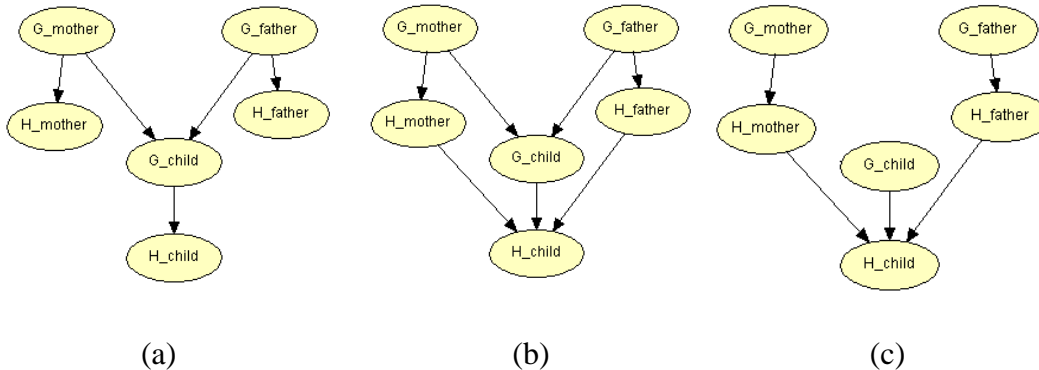 G_mother
G_father
H_mother
H_father
G_child
H_child
(a)
G_mother
G_father
H_mother
H_father
G_child
H_child
(b)
G_mother
G_father
H_mother
H_father
G_child
H_child
(c)